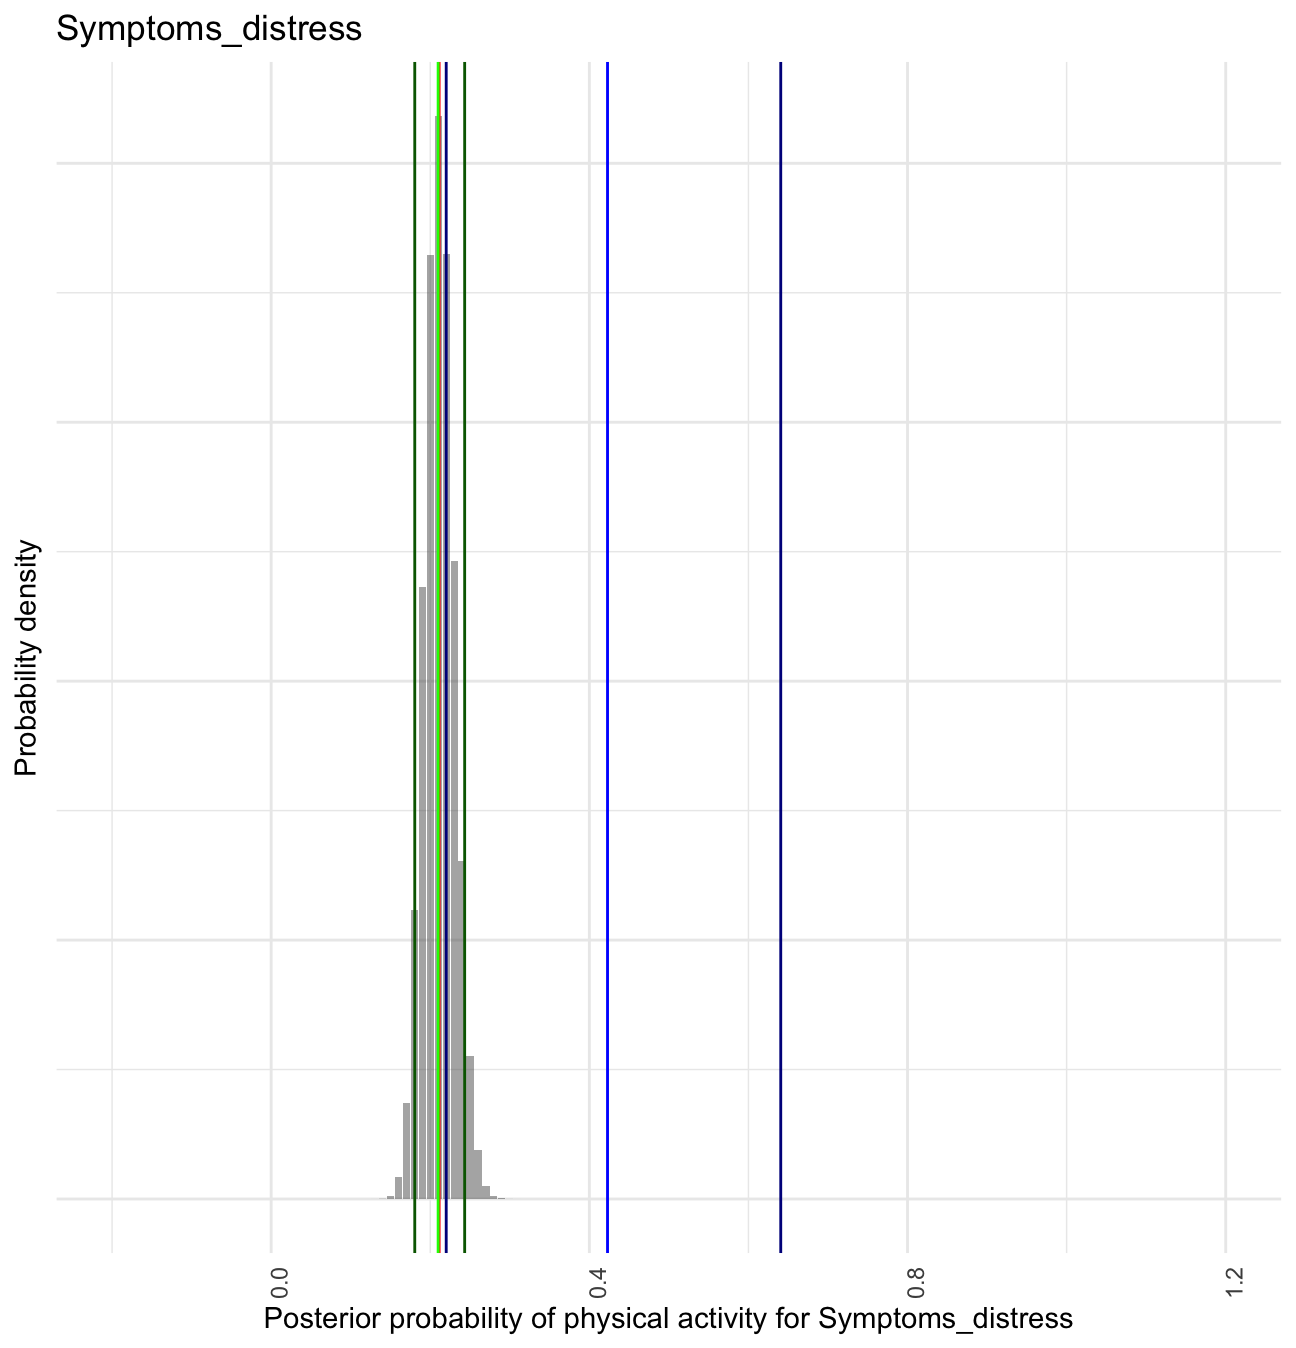 Symptoms_distress
Probability density
0.0
0.4
0.8
1.2
Posterior probability of physical activity for Symptoms_distress